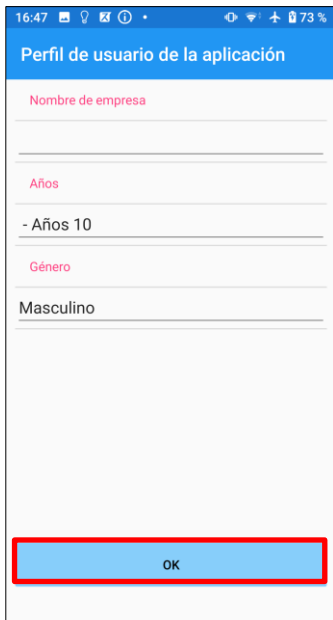 16:47 73 %
Perfil de usuario de la aplicación
Nombre de empresa
Años
- Años 10
Género
Masculino
OK